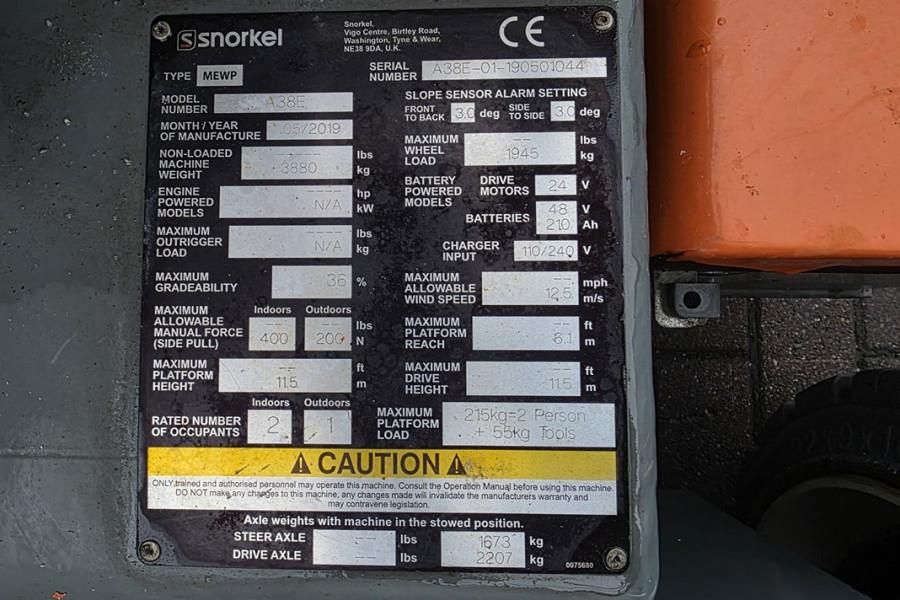 snorkel
Snorkel,
Vigo Centre, Birtley Road,
Washington, Tyne & Wear,
NE38 9DA, U.K.
CE
TYPE MEWP
SERIAL
NUMBER A38E-01-190501044
MODEL
NUMBER A38E
MONTH / YEAR
OF MANUFACTURE 05/2019
NON-LOADED
MACHINE
WEIGHT
---- lbs
3880 kg
ENGINE
POWERED
MODELS
---- hp
N/A kW
MAXIMUM
OUTRIGGER
LOAD
--- lbs
N/A kg
MAXIMUM
GRADEABILITY 36 %
MAXIMUM
ALLOWABLE
MANUAL FORCE
(SIDE PULL)
Indoors Outdoors
-- -- lbs
400 200 N
MAXIMUM
PLATFORM
HEIGHT
-- ft
11.5 m
Indoors Outdoors
RATED NUMBER
OF OCCUPANTS 2 1
SLOPE SENSOR ALARM SETTING
FRONT
TO BACK 3.0 deg
SIDE
TO SIDE 3.0 deg
MAXIMUM
WHEEL
LOAD
-- lbs
1945 kg
BATTERY
POWERED
MODELS
DRIVE
MOTORS 24 V
BATTERIES
48 V
210 Ah
CHARGER
INPUT 110/240 V
MAXIMUM
ALLOWABLE
WIND SPEED
-- mph
12.5 m/s
MAXIMUM
PLATFORM
REACH
-- ft
6.1 m
MAXIMUM
DRIVE
HEIGHT
-- ft
11.5 m
MAXIMUM
PLATFORM
LOAD
215kg=2 Person
+ 55kg Tools
CAUTION
ONLY trained and authorised personnel may operate this machine. Consult the Operation Manual before using this machine.
DO NOT make any changes to this machine, any changes made will invalidate the manufacturers warranty and
may contravene legislation.
Axle weights with machine in the stowed position.
STEER AXLE -- lbs 1673 kg
DRIVE AXLE -- lbs 2207 kg
0075680